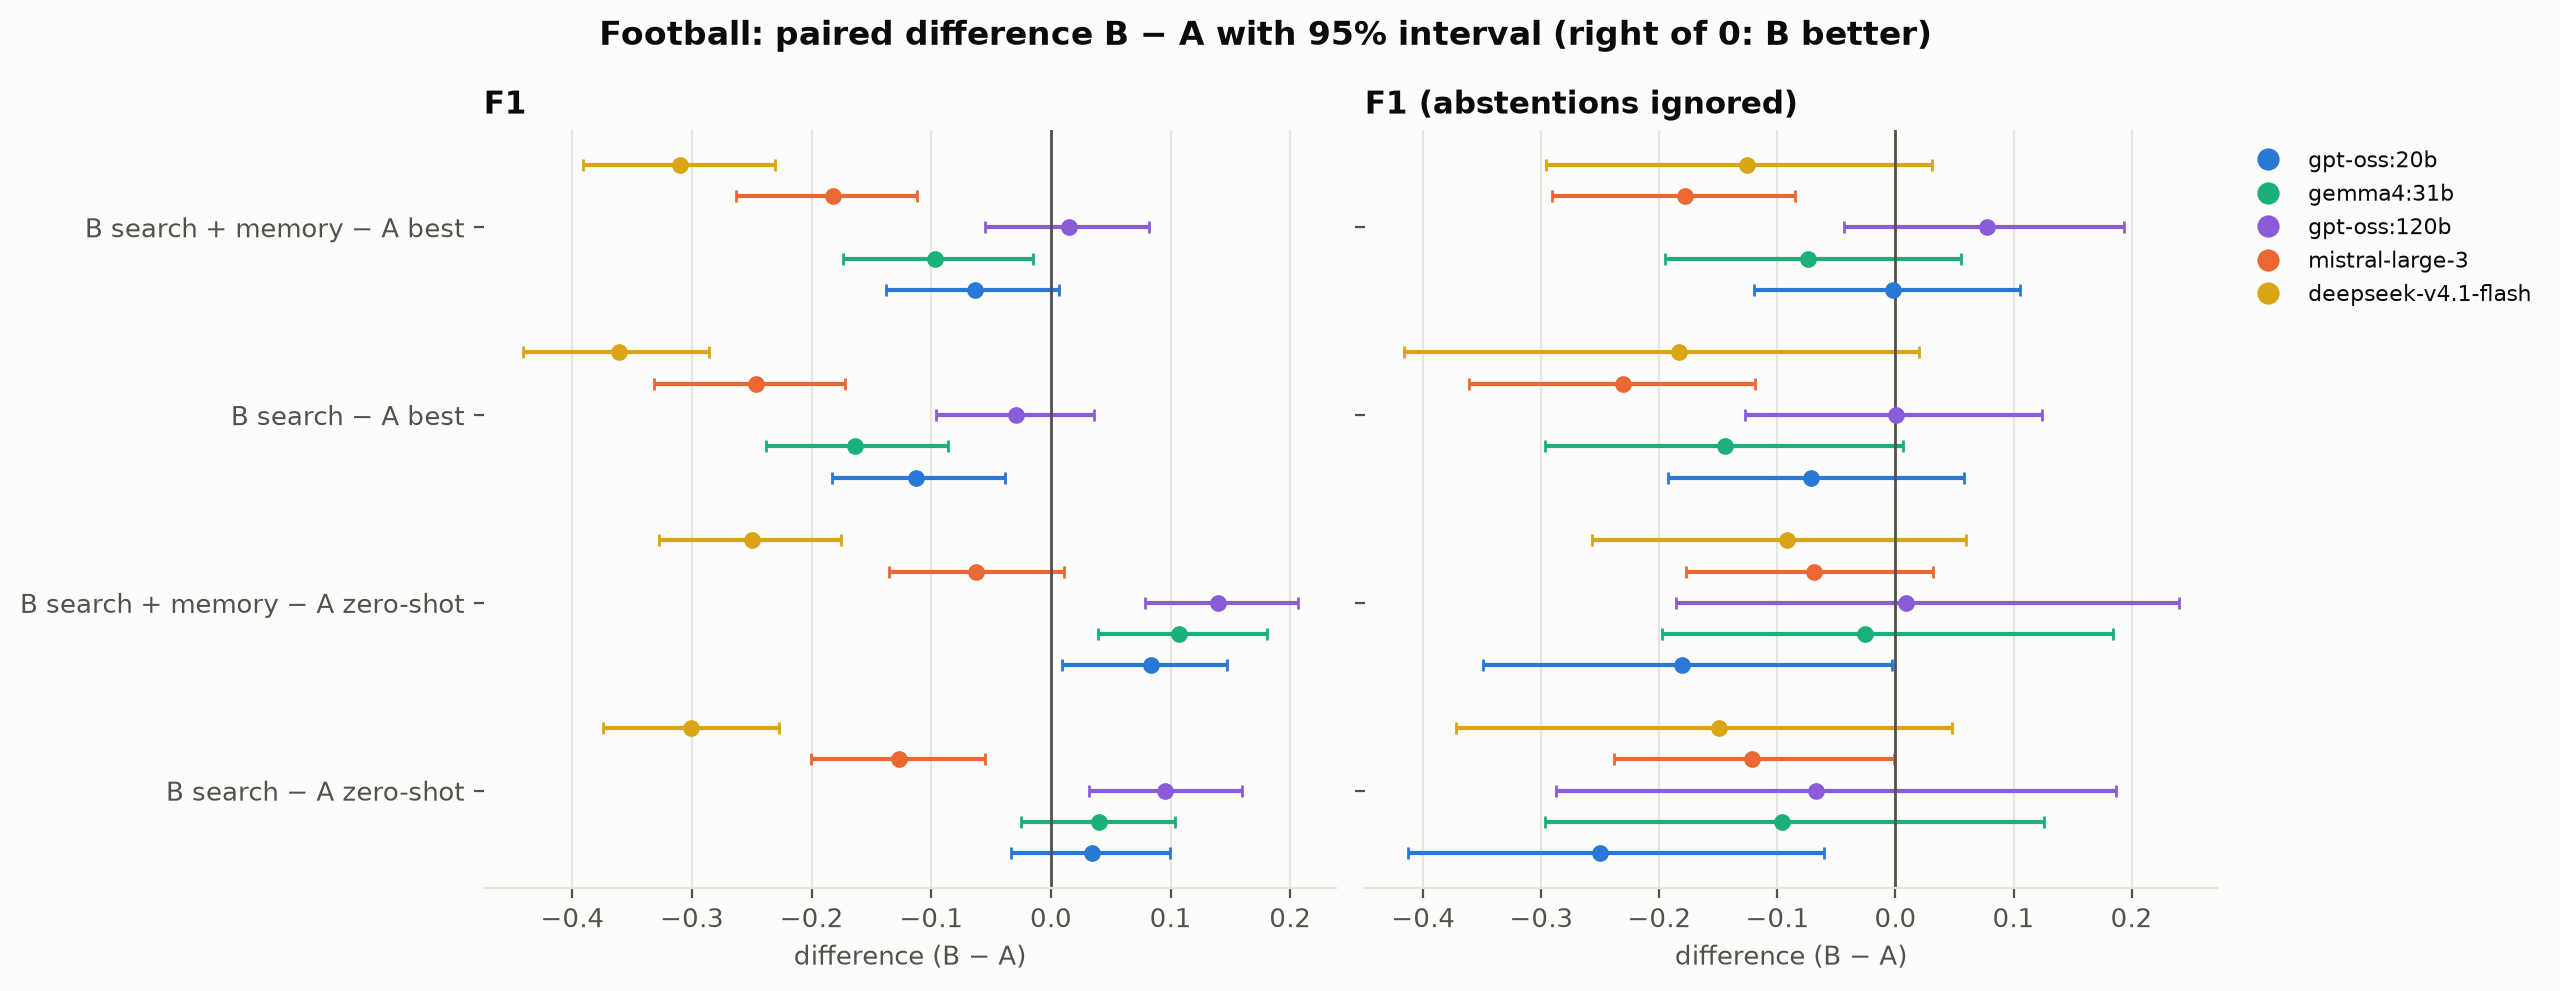 Football: paired difference B − A with 95% interval (right of 0: B better)
F1
F1 (abstentions ignored)
gpt-oss:20b
gemma4:31b
gpt-oss:120b
mistral-large-3
deepseek-v4.1-flash
B search + memory − A best
B search − A best
B search + memory − A zero-shot
B search − A zero-shot
−0.4 −0.3 −0.2 −0.1 0.0 0.1 0.2
−0.4 −0.3 −0.2 −0.1 0.0 0.1 0.2
difference (B − A)
difference (B − A)